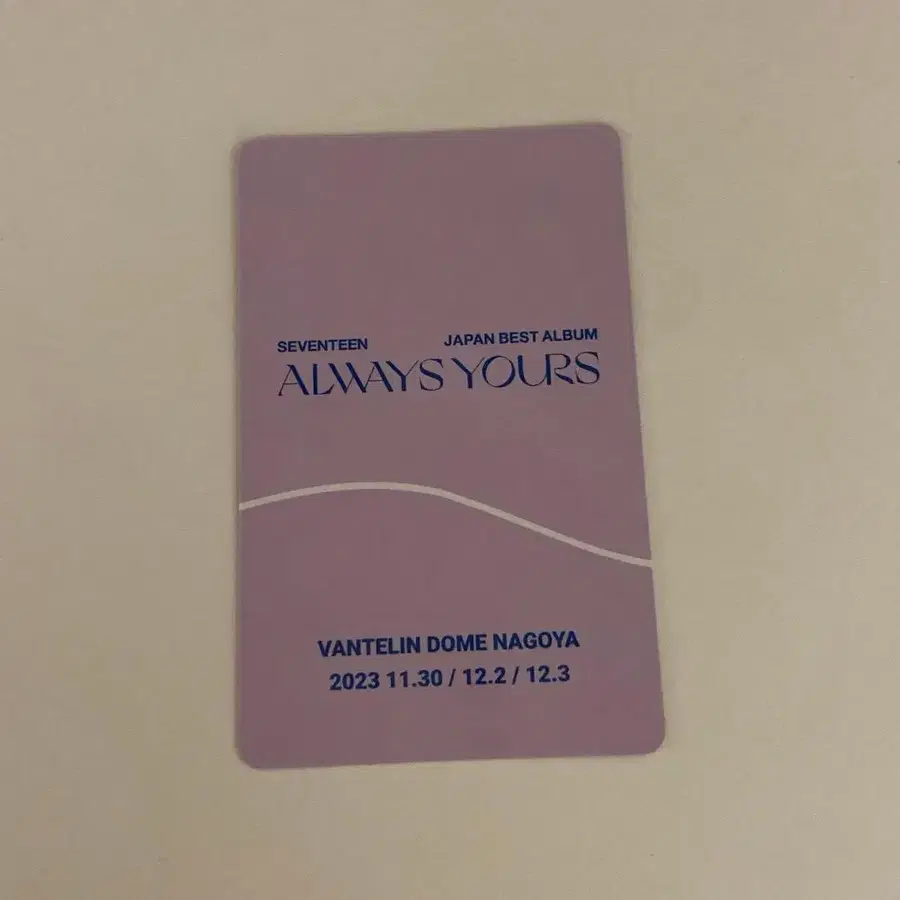 SEVENTEEN JAPAN BEST ALBUM
ALWAYS YOURS
VANTELIN DOME NAGOYA
2023 11.30 / 12.2 / 12.3